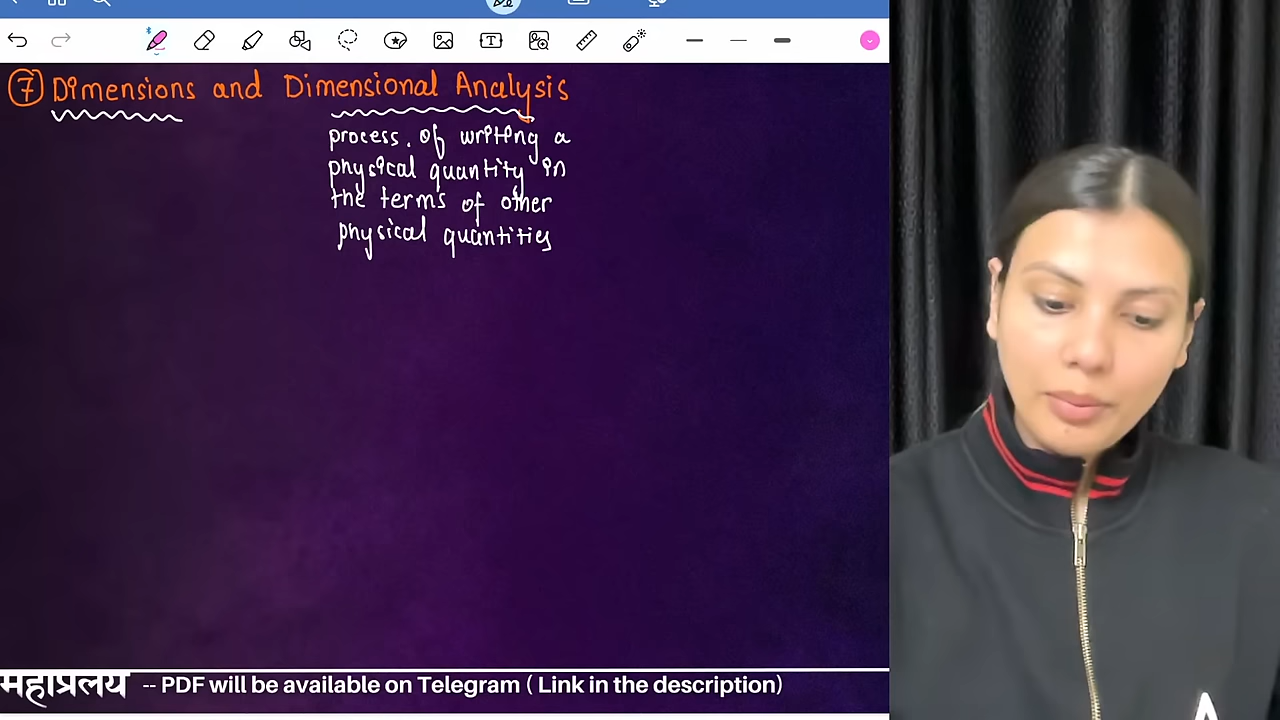 7 Dimensions and Dimensional Analysis
process. of writing a
physical quantity in
the terms of other
physical quantities
महाप्रलय -- PDF will be available on Telegram ( Link in the description)